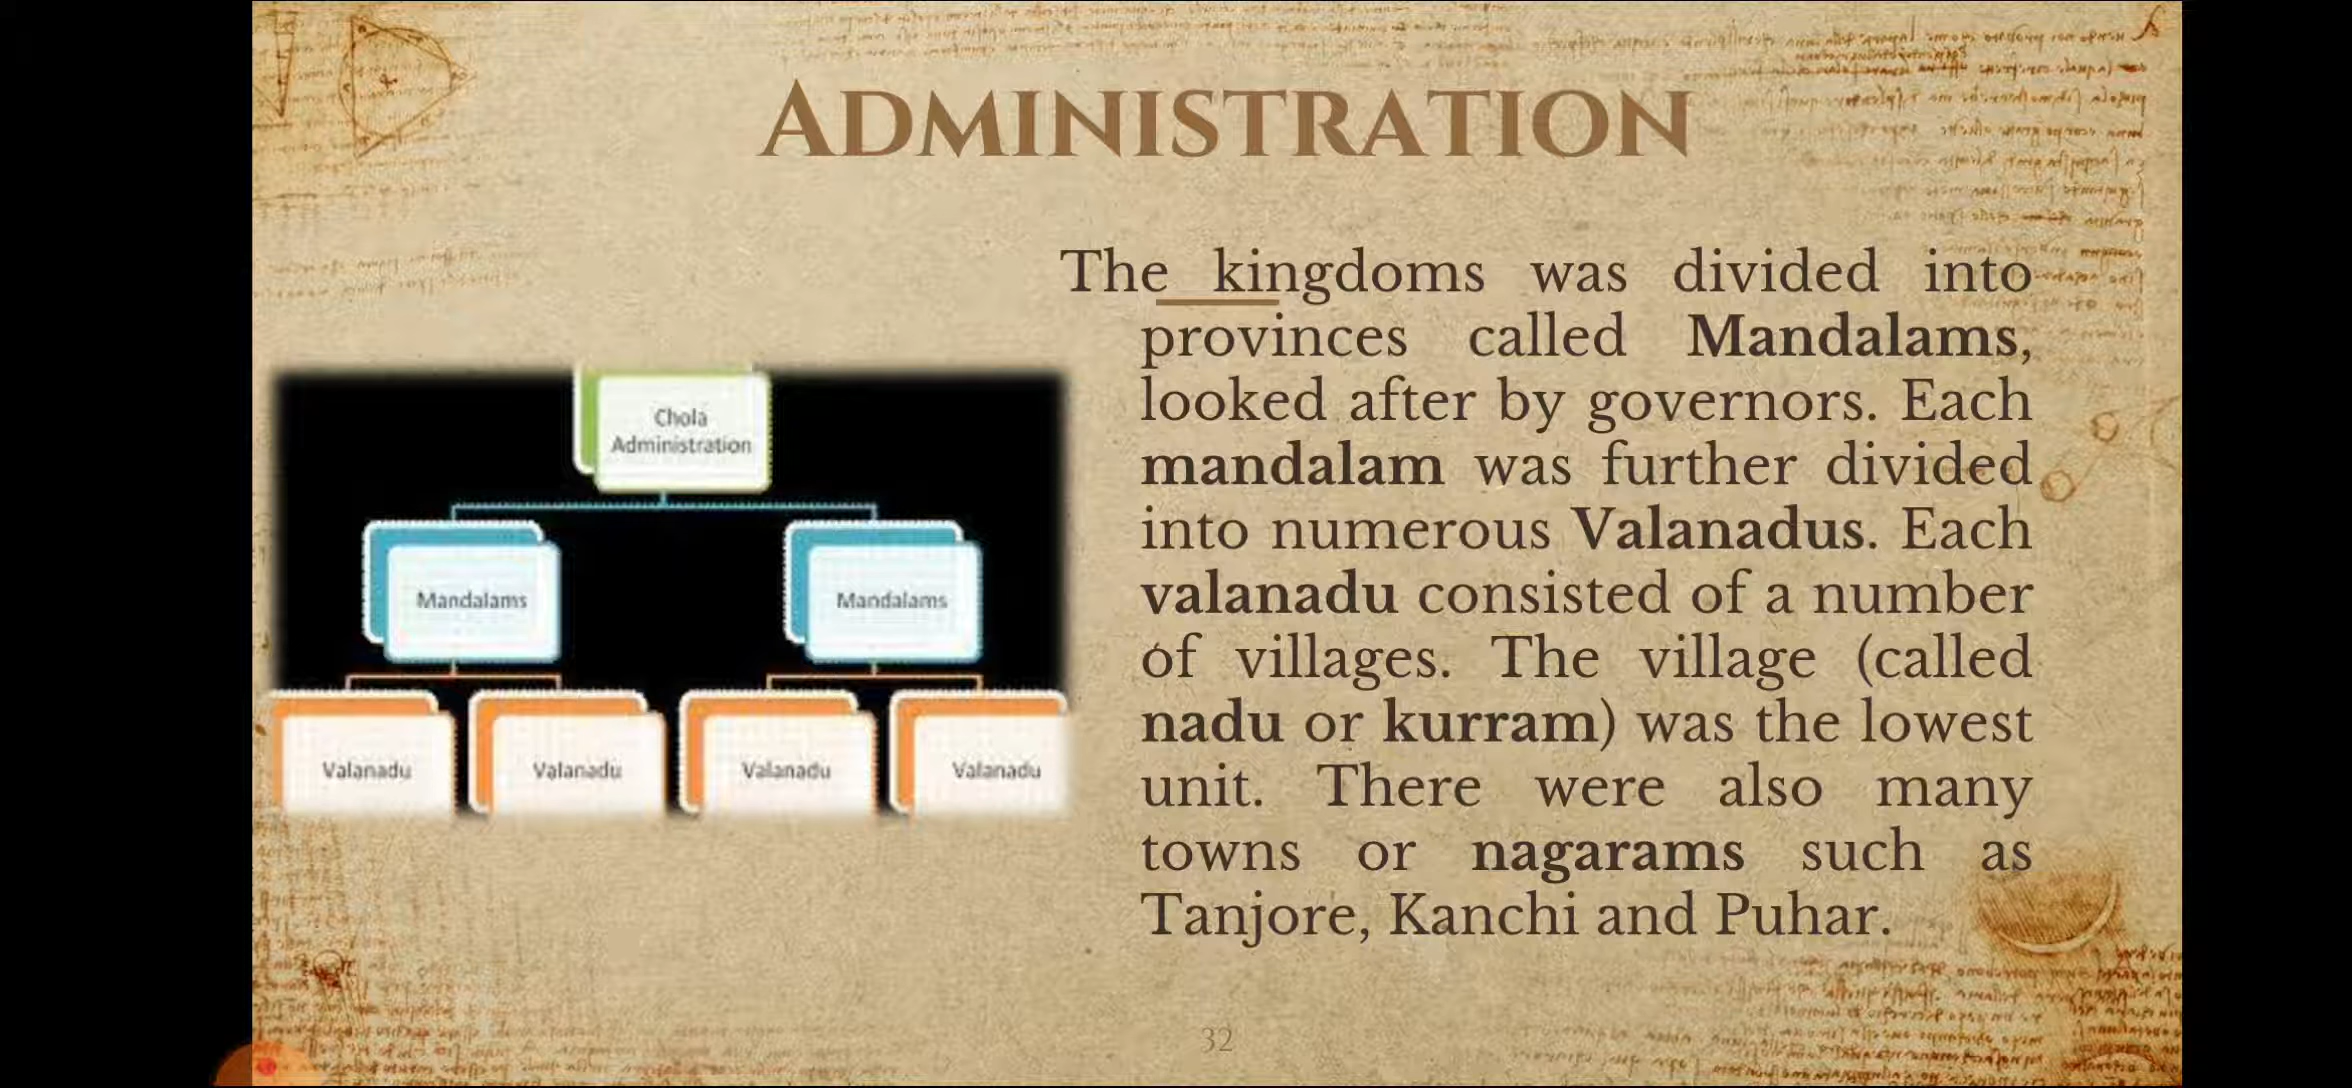 ADMINISTRATION
The kingdoms was divided into
provinces called Mandalams,
looked after by governors. Each
mandalam was further divided
into numerous Valanadus. Each
valanadu consisted of a number
of villages. The village (called
nadu or kurram) was the lowest
unit. There were also many
towns or nagarams such as
Tanjore, Kanchi and Puhar.
Chola
Administration
Mandalams
Mandalams
Valanadu
Valanadu
Valanadu
Valanadu
32